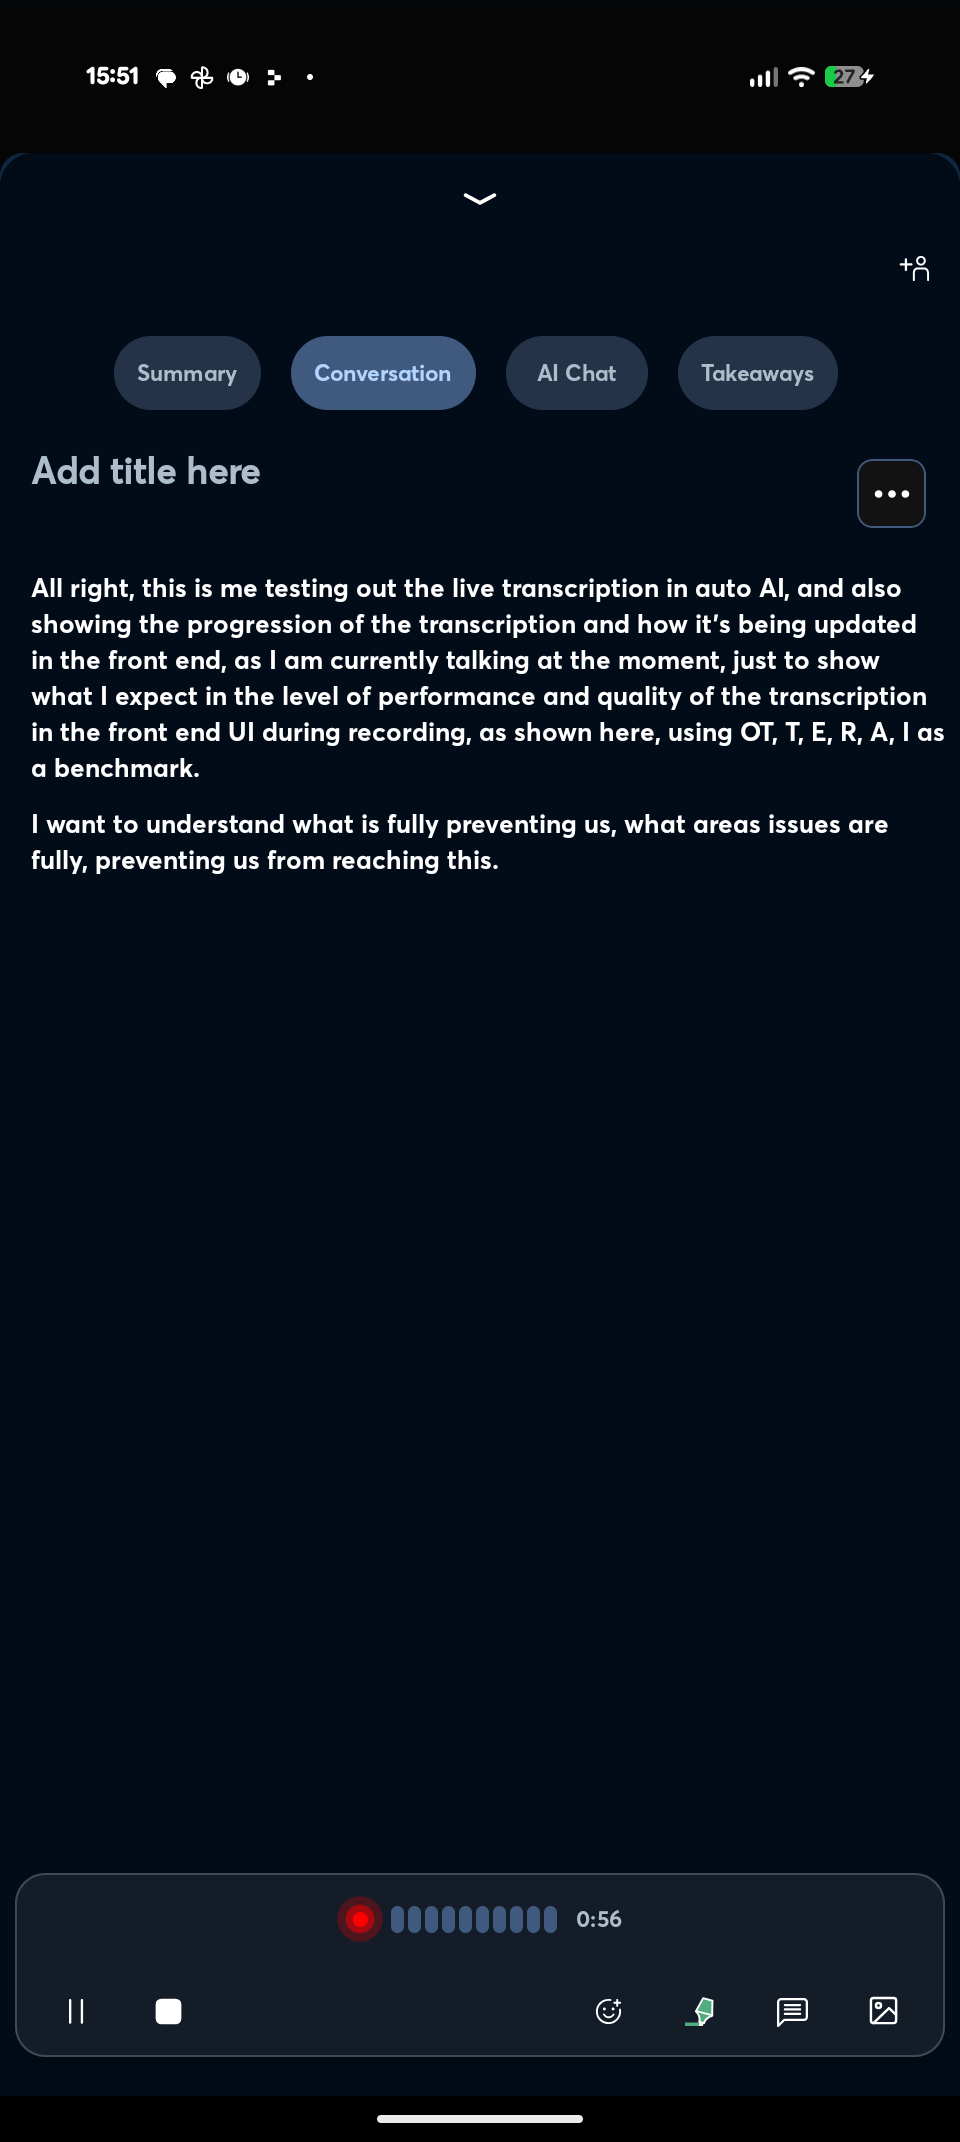 15:51
27
Summary
Conversation
AI Chat
Takeaways
Add title here
All right, this is me testing out the live transcription in auto AI, and also
showing the progression of the transcription and how it's being updated
in the front end, as I am currently talking at the moment, just to show
what I expect in the level of performance and quality of the transcription
in the front end UI during recording, as shown here, using OT, T, E, R, A, I as
a benchmark.
I want to understand what is fully preventing us, what areas issues are
fully, preventing us from reaching this.
0:56